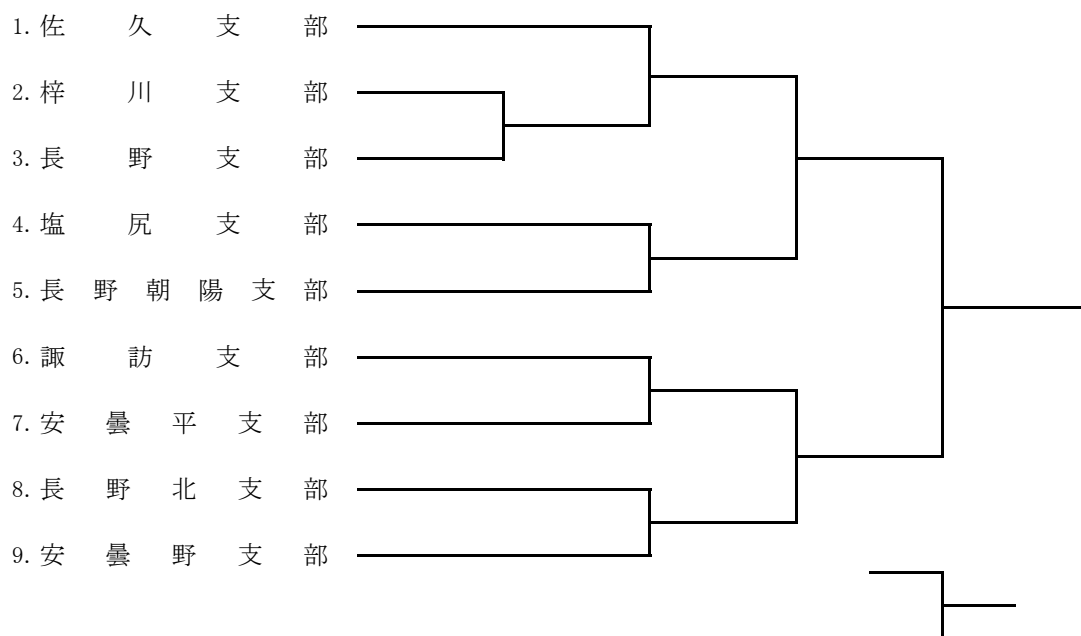 1. 佐久支部
2. 梓川支部
3. 長野支部
4. 塩尻支部
5. 長野朝陽支部
6. 諏訪支部
7. 安曇平支部
8. 長野北支部
9. 安曇野支部